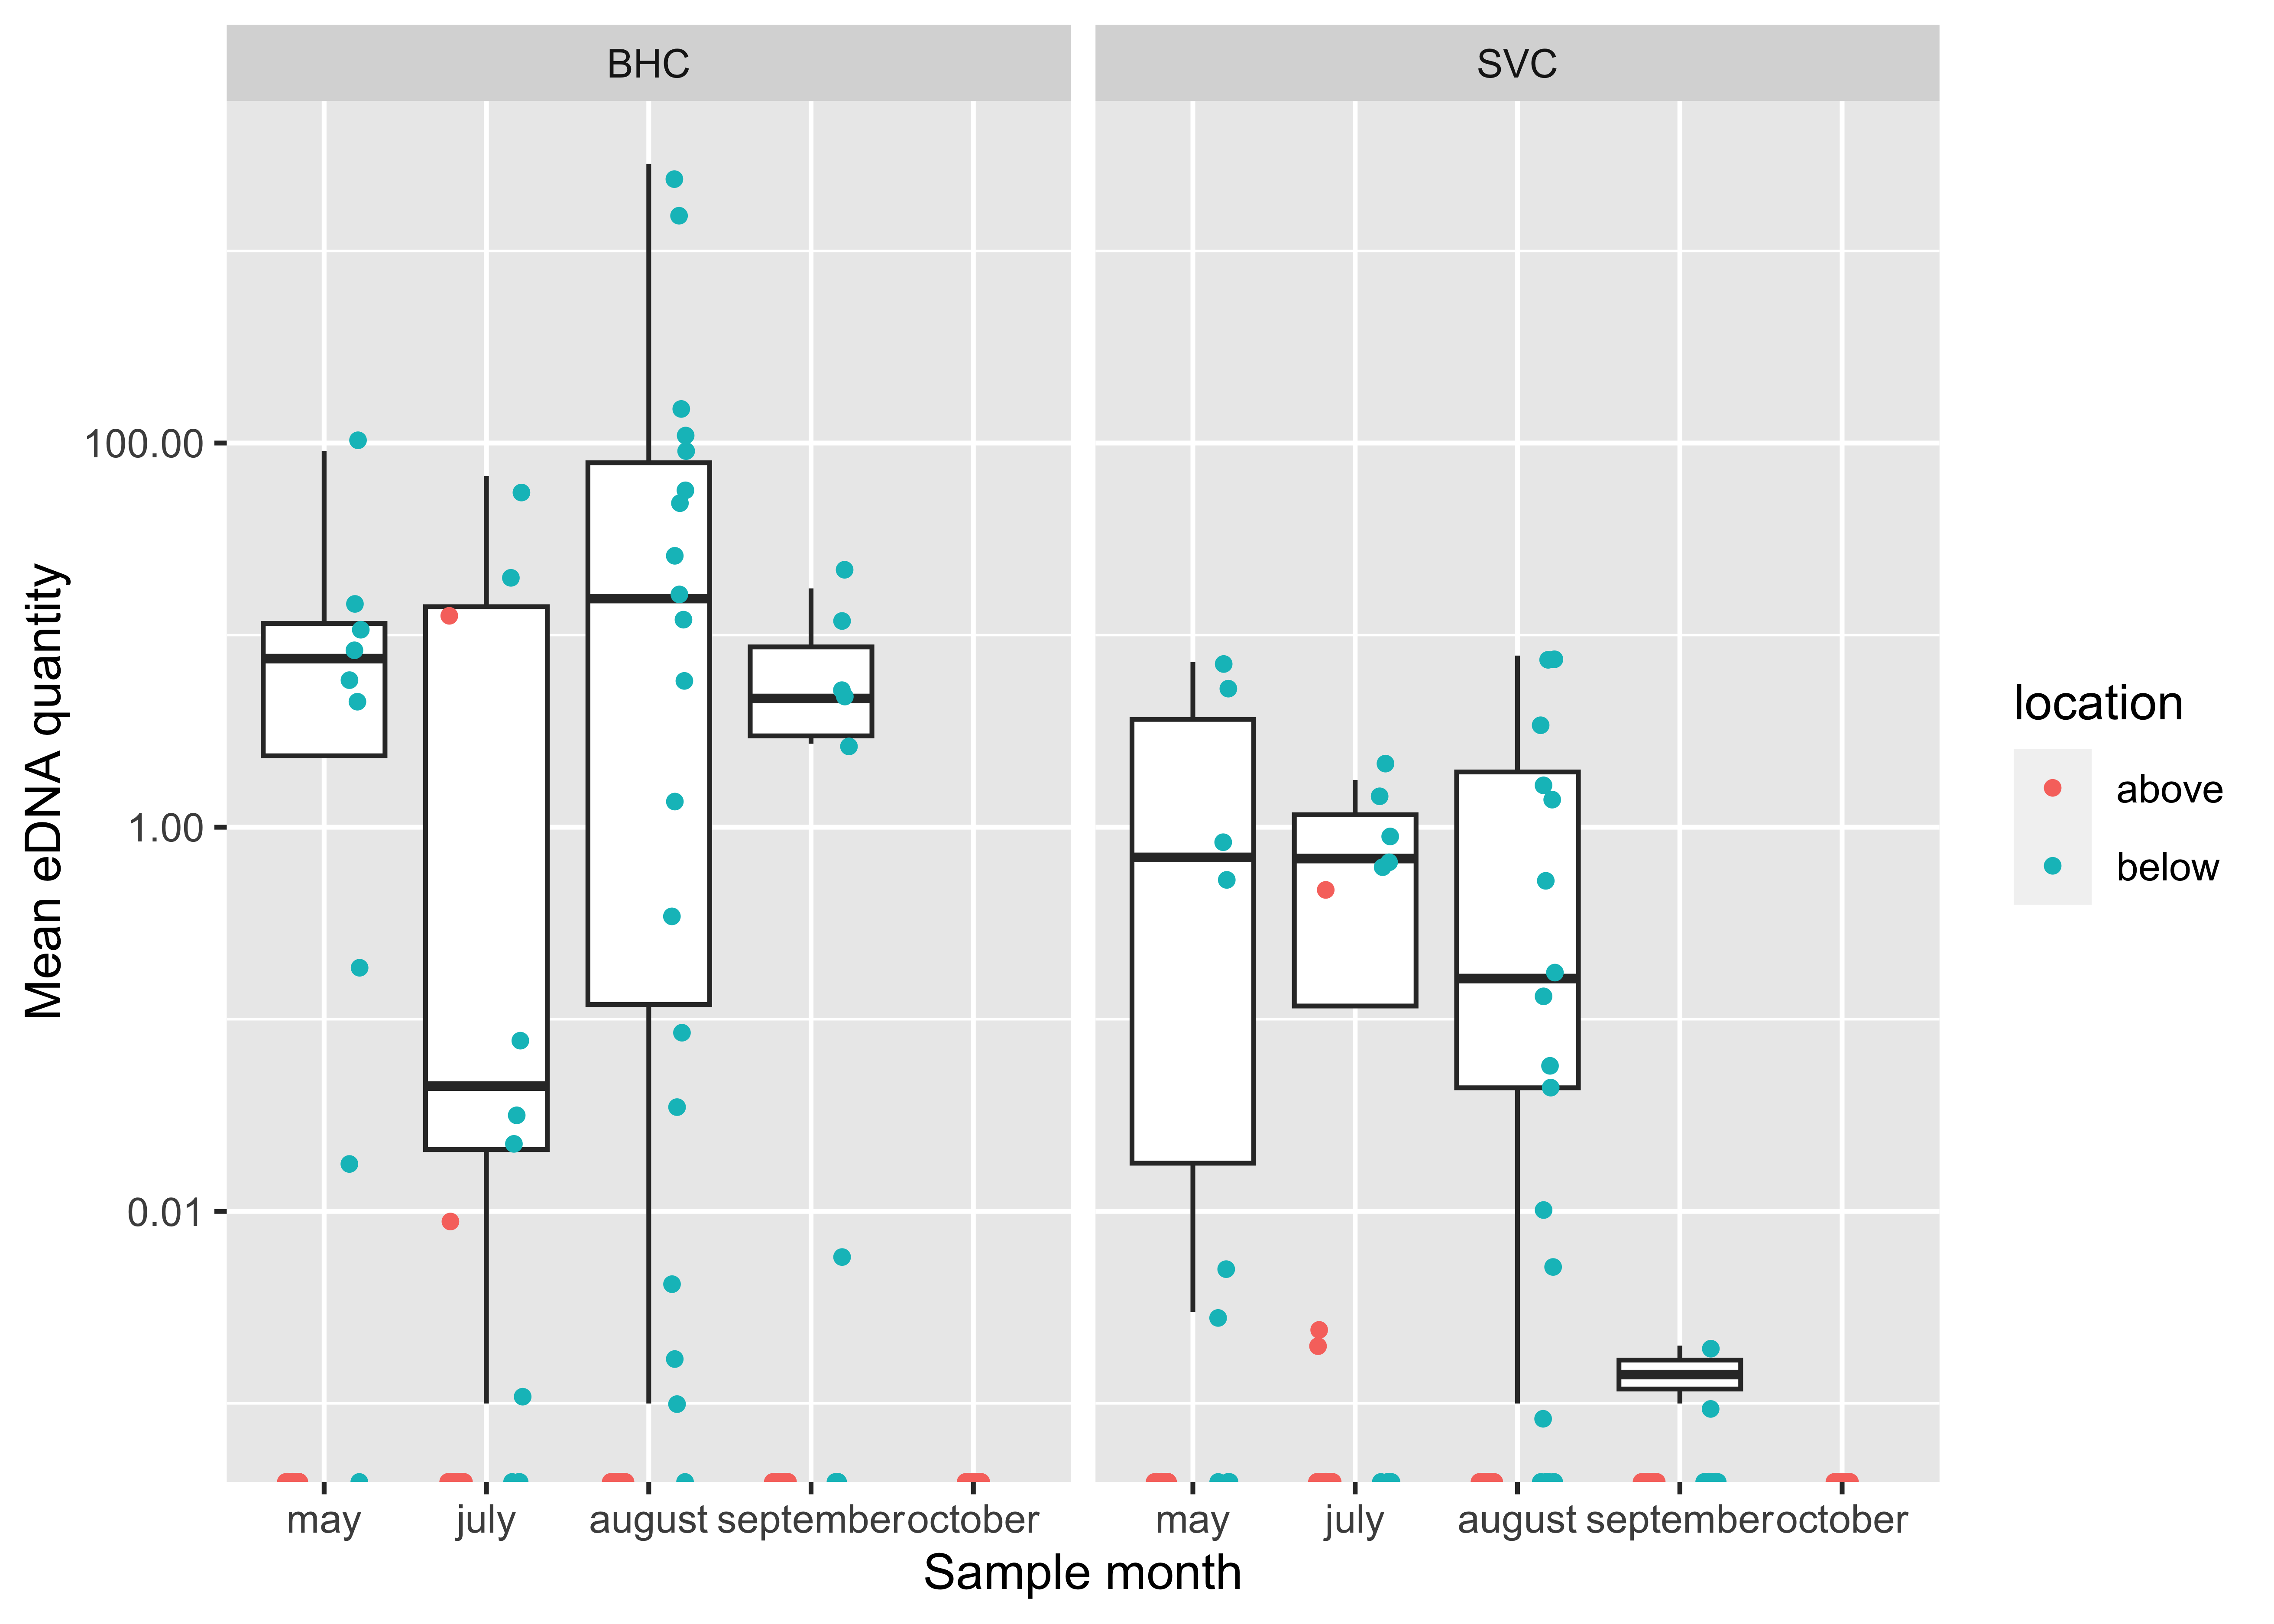 BHC
SVC
Mean eDNA quantity
100.00
1.00
0.01
may july august september october
may july august september october
Sample month
location
above
below